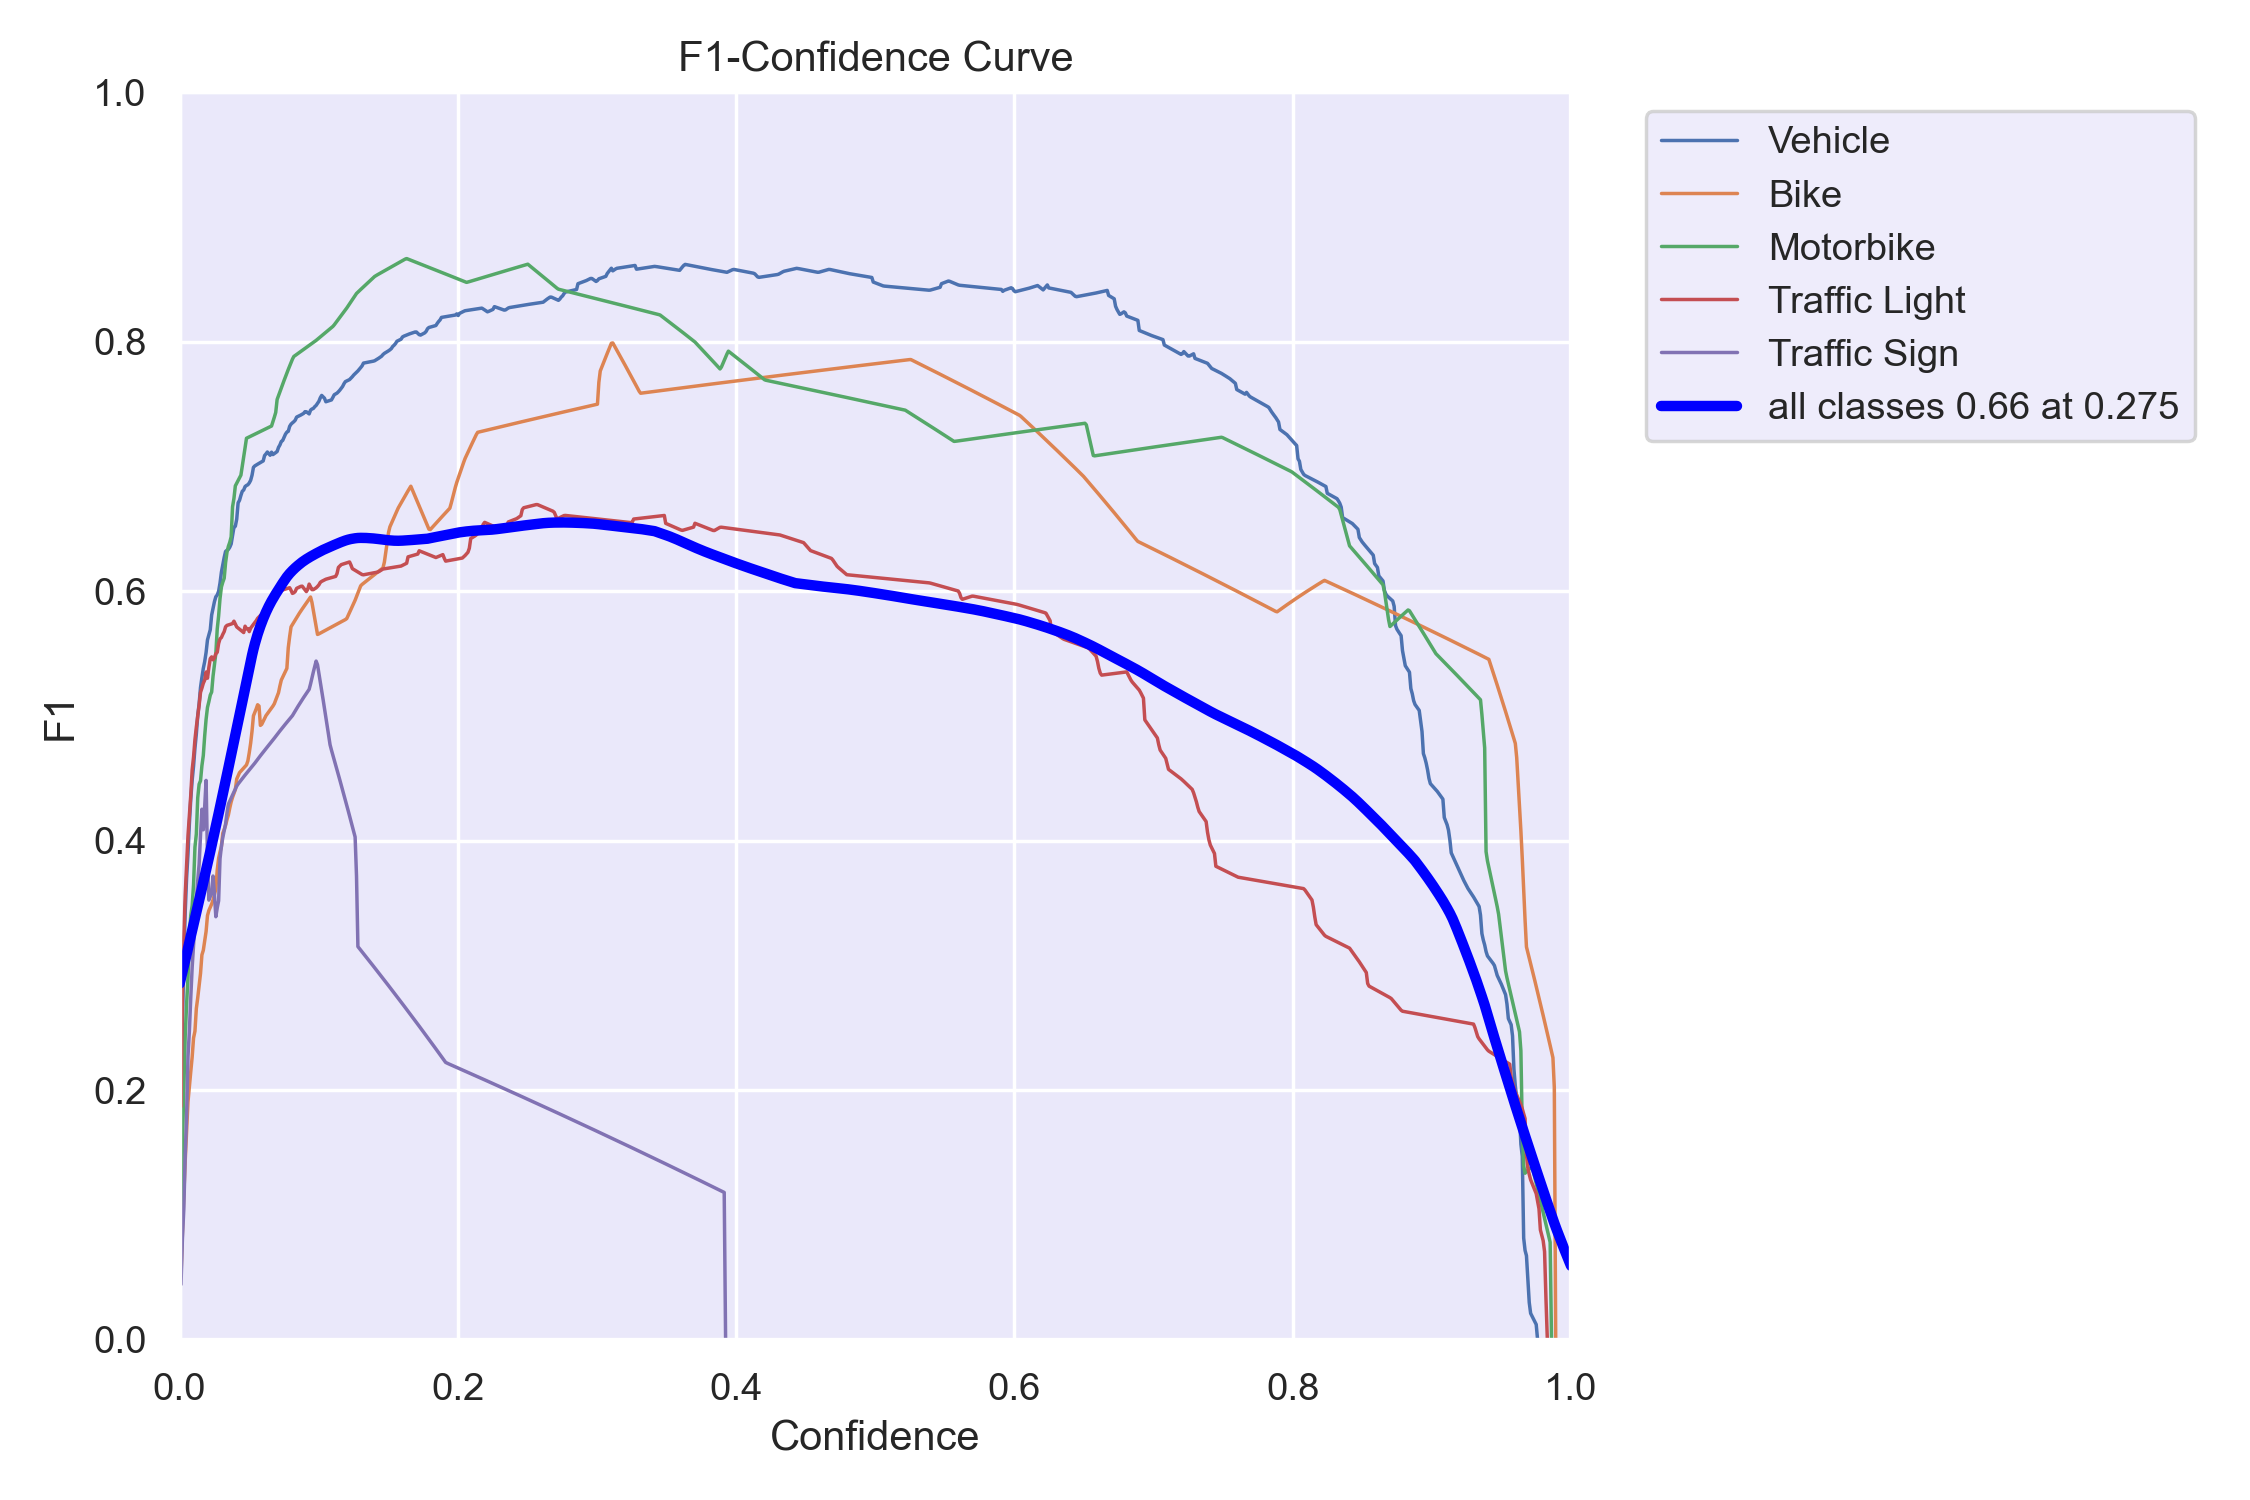 F1-Confidence Curve
1.0
0.8
0.6
0.4
0.2
0.0
F1
0.0 0.2 0.4 0.6 0.8 1.0
Confidence
Vehicle
Bike
Motorbike
Traffic Light
Traffic Sign
all classes 0.66 at 0.275